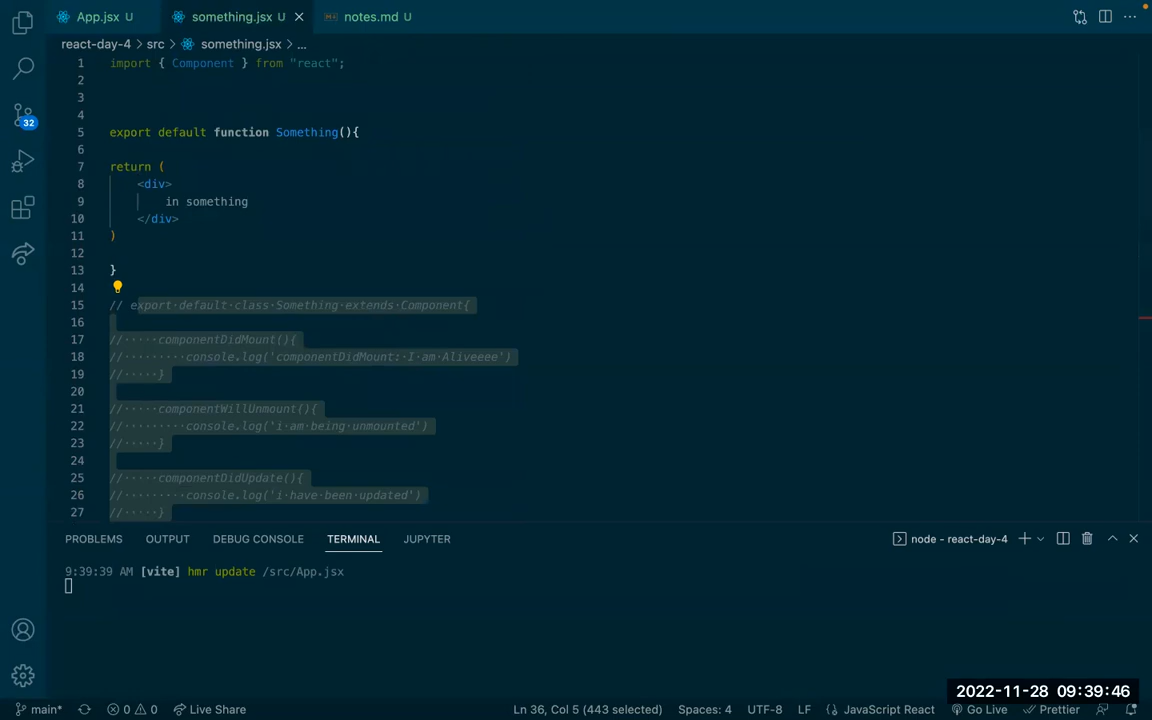 App.jsx U
something.jsx U
notes.md U
react-day-4 > src > something.jsx > ...
32
1 import { Component } from "react";
2
3
4
5 export default function Something(){
6
7 return (
8 <div>
9 in something
10 </div>
11 )
12
13 }
14
15 // export·default·class·Something·extends·Component{
16
17 //·····componentDidMount(){
18 //·········console.log('componentDidMount:·I·am·Aliveeee')
19 //·····}
20
21 //·····componentWillUnmount(){
22 //·········console.log('i·am·being·unmounted')
23 //·····}
24
25 //·····componentDidUpdate(){
26 //·········console.log('i·have·been·updated')
27 //·····}
PROBLEMS OUTPUT DEBUG CONSOLE TERMINAL JUPYTER
node - react-day-4
9:39:39 AM [vite] hmr update /src/App.jsx
2022-11-28 09:39:46
main* 0 0 Live Share Ln 36, Col 5 (443 selected) Spaces: 4 UTF-8 LF JavaScript React Go Live Prettier